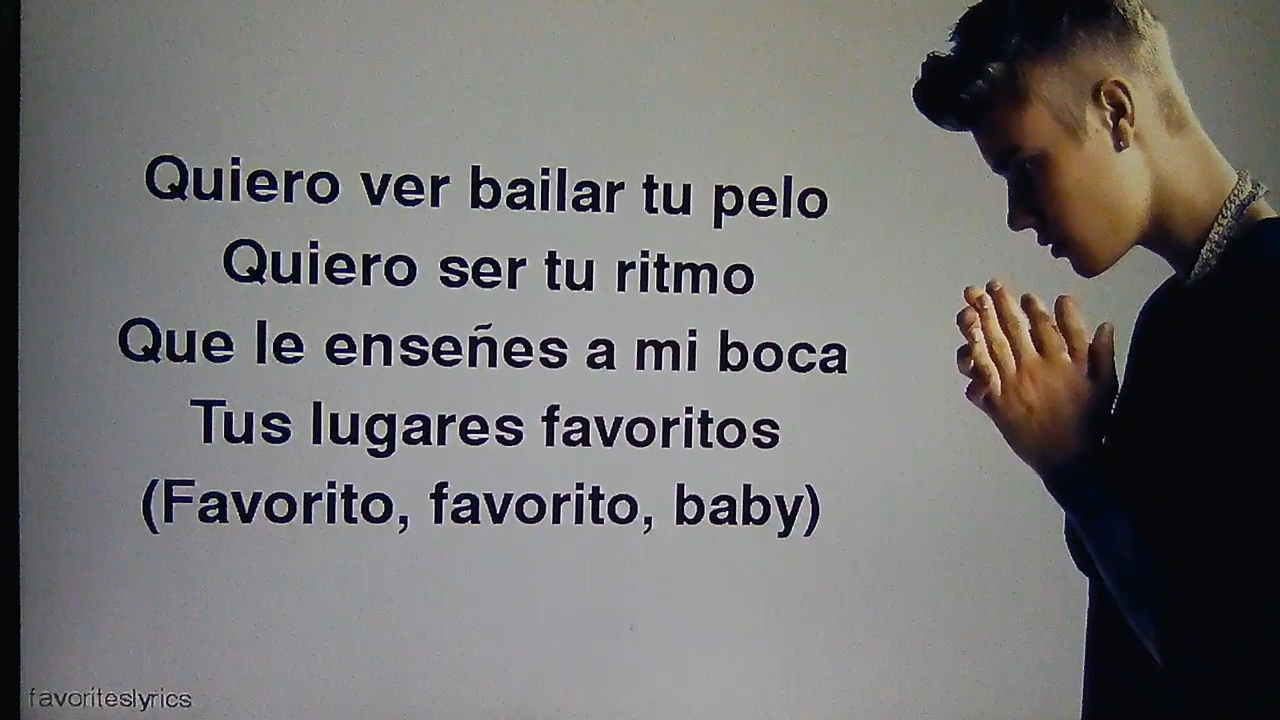 Quiero ver bailar tu pelo
Quiero ser tu ritmo
Que le enseñes a mi boca
Tus lugares favoritos
(Favorito, favorito, baby)
favoriteslyrics